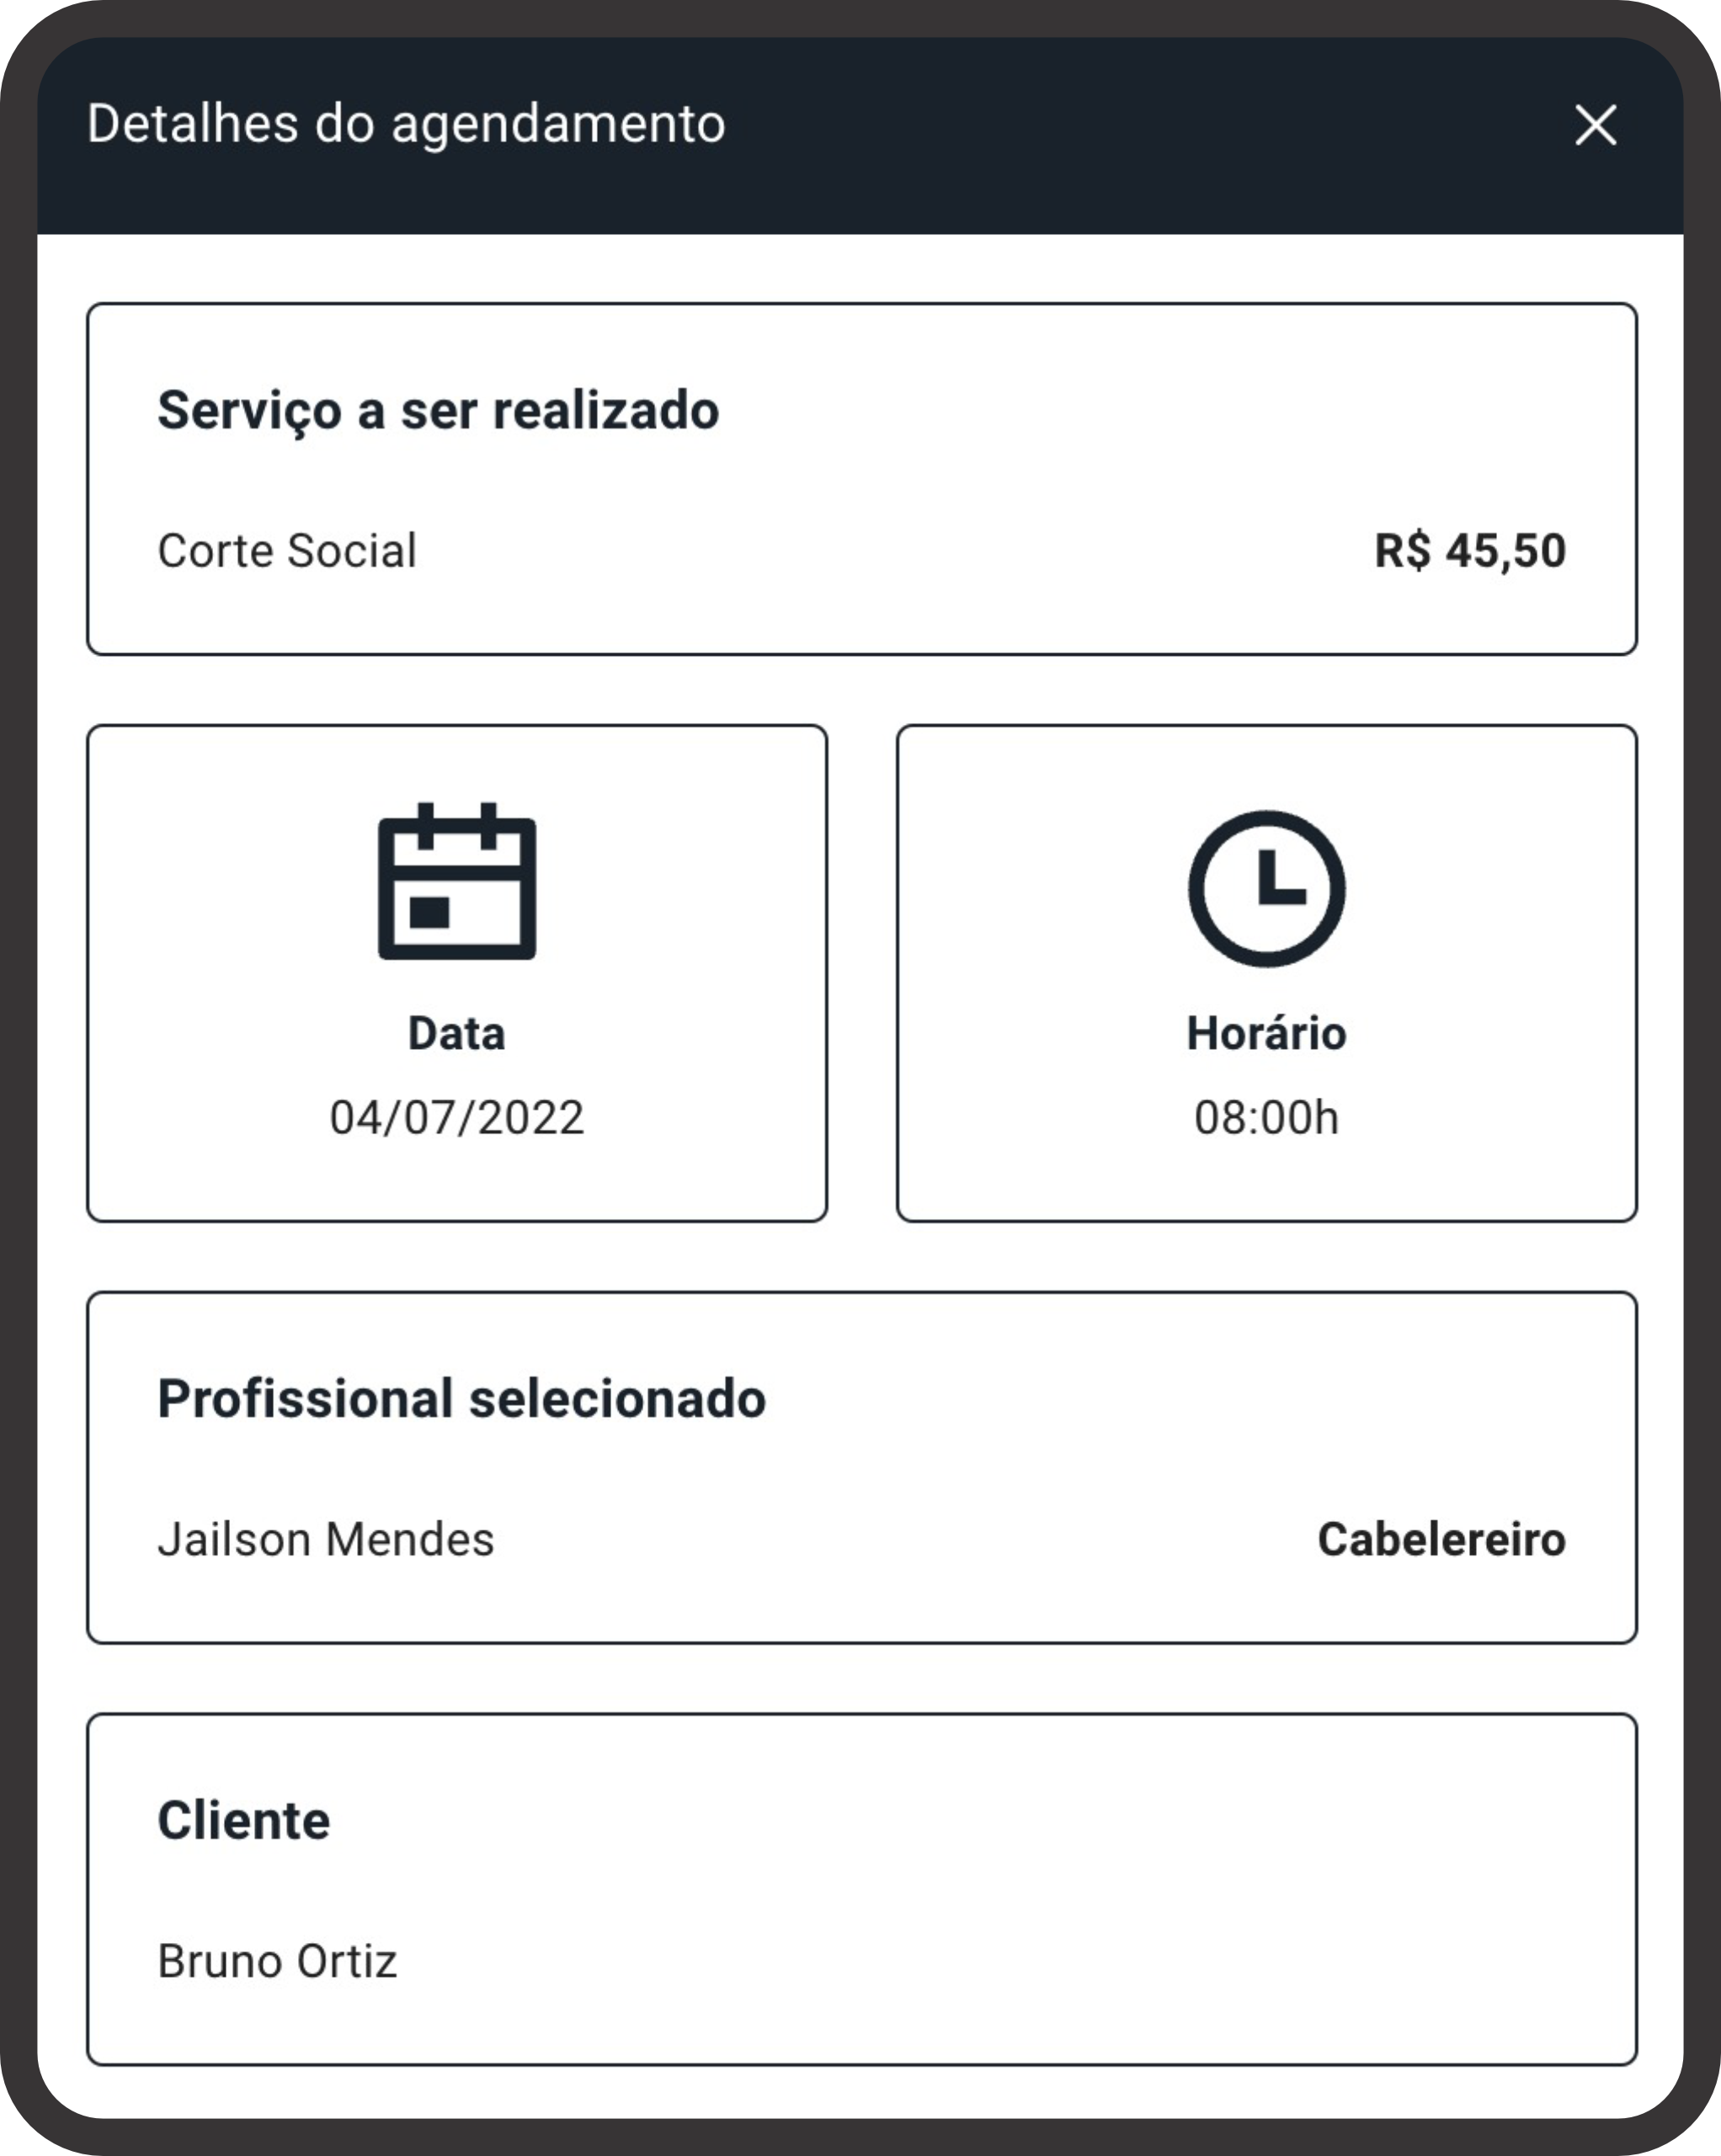 Detalhes do agendamento
Serviço a ser realizado
Corte Social R$ 45,50
Data
04/07/2022
Horário
08:00h
Profissional selecionado
Jailson Mendes Cabelereiro
Cliente
Bruno Ortiz